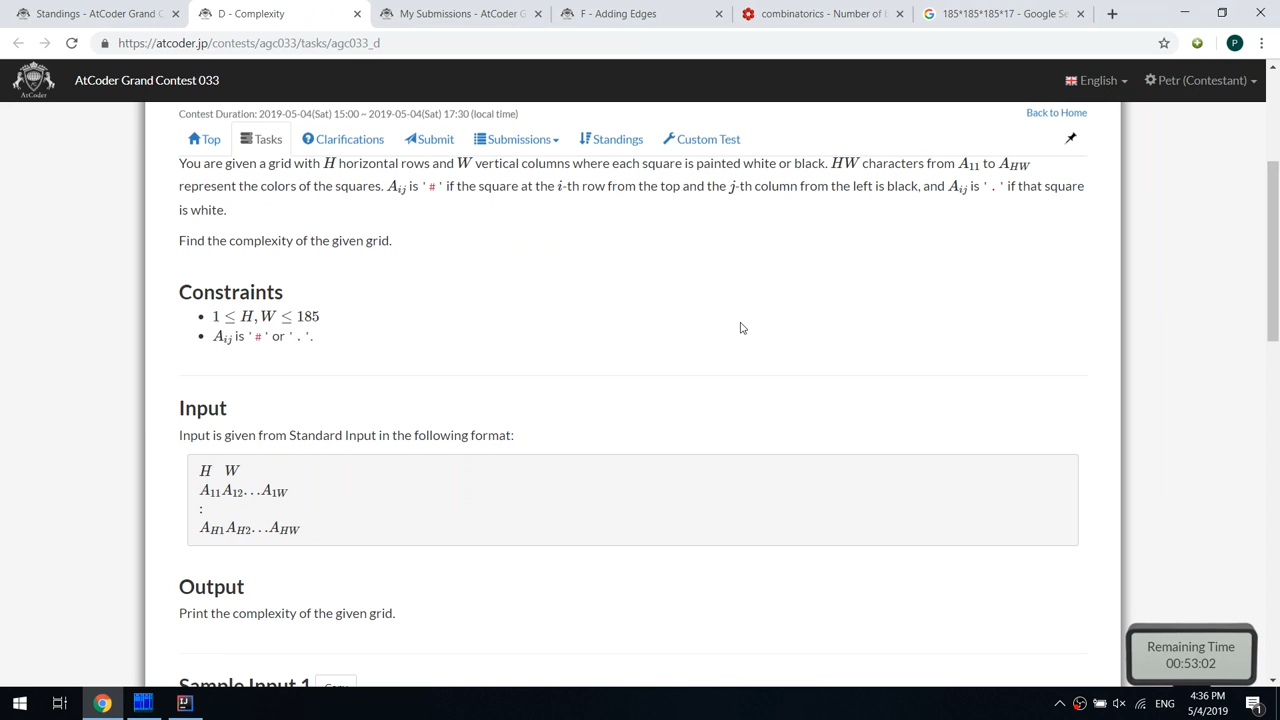 Standings - AtCoder Grand C
D - Complexity
My Submissions - AtCoder G
F - Adding Edges
combinatorics - Number of E
185*185*185*17 - Google Se
https://atcoder.jp/contests/agc033/tasks/agc033_d
P
AtCoder
AtCoder Grand Contest 033
English
Petr (Contestant)
Contest Duration: 2019-05-04(Sat) 15:00 ~ 2019-05-04(Sat) 17:30 (local time)
Back to Home
Top
Tasks
Clarifications
Submit
Submissions
Standings
Custom Test
You are given a grid with H horizontal rows and W vertical columns where each square is painted white or black. HW characters from A11 to AHW
represent the colors of the squares. Aij is '#' if the square at the i-th row from the top and the j-th column from the left is black, and Aij is '.' if that square
is white.
Find the complexity of the given grid.
Constraints
• 1 ≤ H, W ≤ 185
• Aij is '#' or '.'.
Input
Input is given from Standard Input in the following format:
H W
A11A12...A1W
:
AH1AH2...AHW
Output
Print the complexity of the given grid.
Sample Input 1
Remaining Time
00:53:02
ENG
4:36 PM
5/4/2019
1